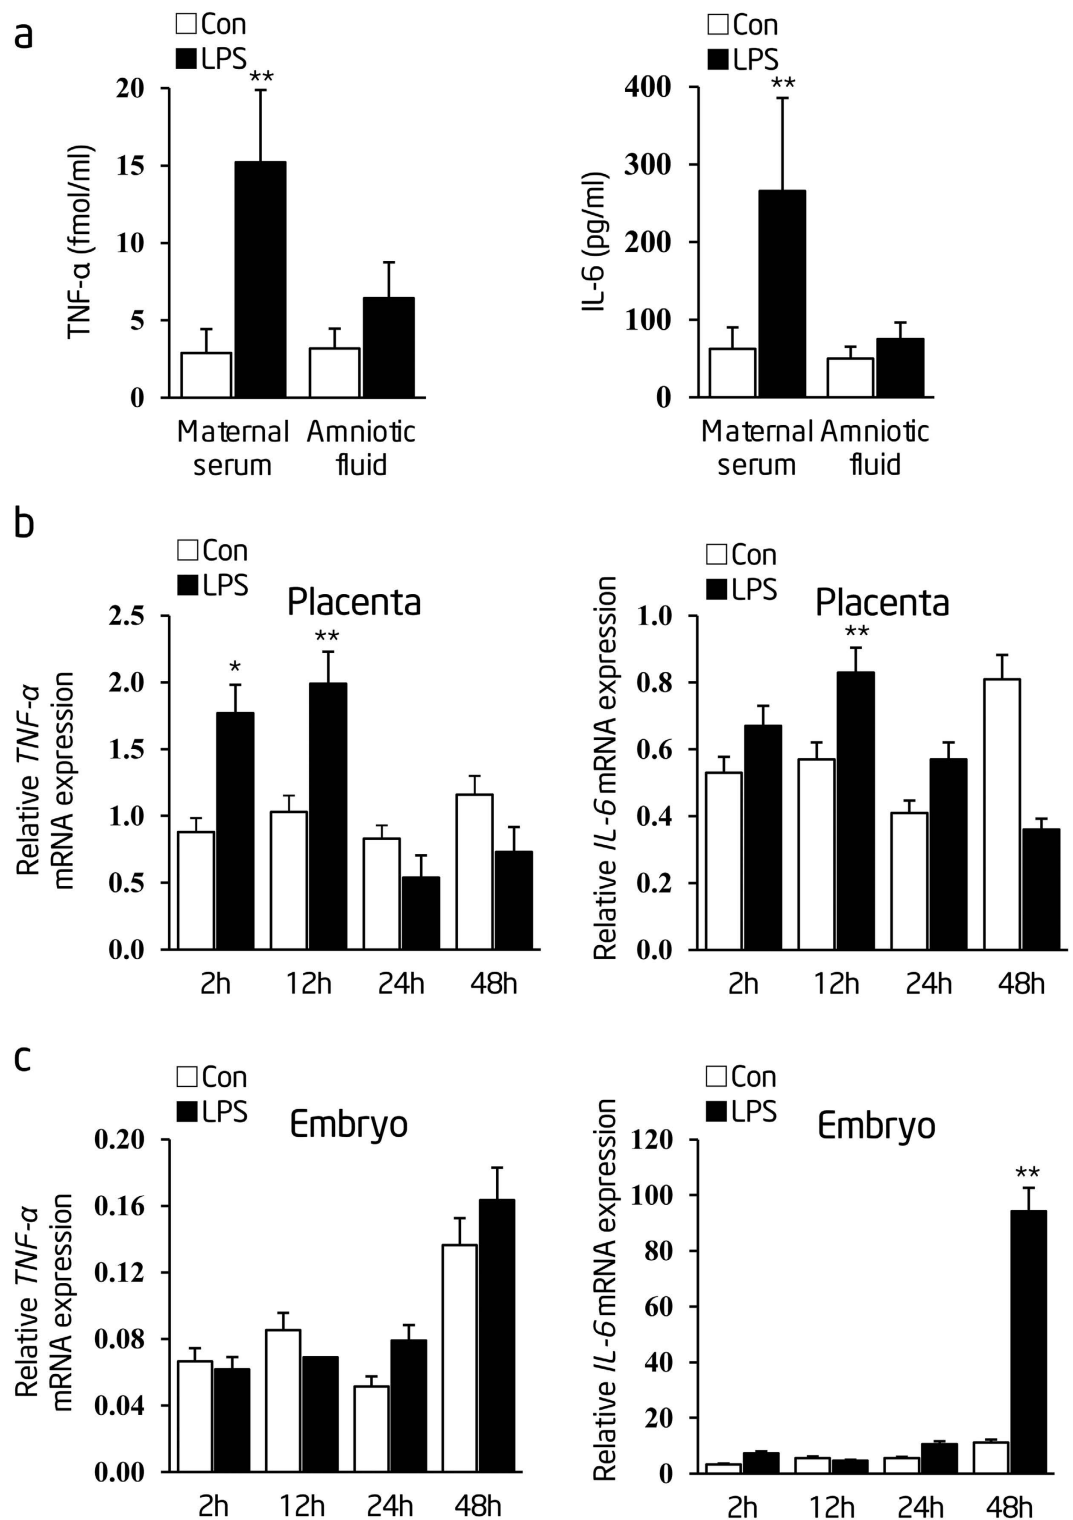 a
Con
LPS
**
20
15
10
5
0
TNF-α (fmol/ml)
Maternal serum
Amniotic fluid
Con
LPS
**
400
300
200
100
0
IL-6 (pg/ml)
Maternal serum
Amniotic fluid
b
Con
LPS
Placenta
*
**
2.5
2.0
1.5
1.0
0.5
0.0
Relative TNF-α
mRNA expression
2h 12h 24h 48h
Con
LPS
Placenta
**
1.0
0.8
0.6
0.4
0.2
0.0
Relative IL-6 mRNA expression
2h 12h 24h 48h
c
Con
LPS
Embryo
0.20
0.16
0.12
0.08
0.04
0.00
Relative TNF-α
mRNA expression
2h 12h 24h 48h
Con
LPS
Embryo
**
120
100
80
60
40
20
0
Relative IL-6 mRNA expression
2h 12h 24h 48h